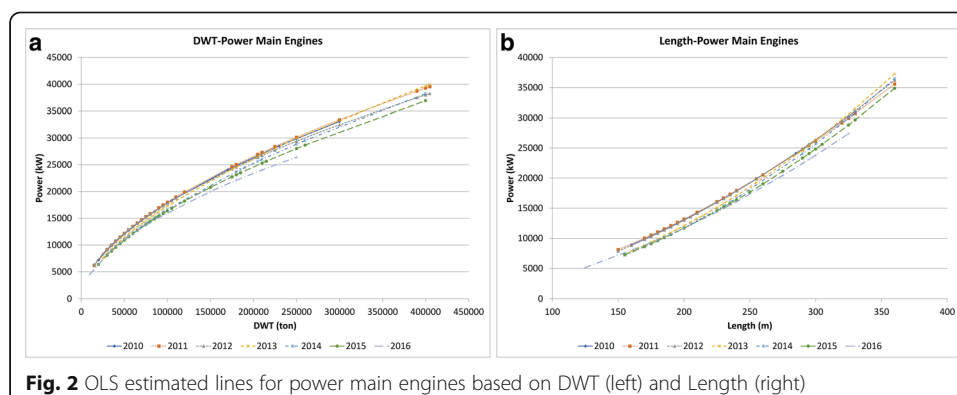 a
DWT-Power Main Engines
45000
40000
35000
30000
25000
20000
15000
10000
5000
0
Power (kW)
0 50000 100000 150000 200000 250000 300000 350000 400000 450000
DWT (ton)
2010 2011 2012 2013 2014 2015 2016
b
Length-Power Main Engines
40000
35000
30000
25000
20000
15000
10000
5000
0
Power (kW)
100 150 200 250 300 350 400
Length (m)
2010 2011 2012 2013 2014 2015 2016
Fig. 2 OLS estimated lines for power main engines based on DWT (left) and Length (right)